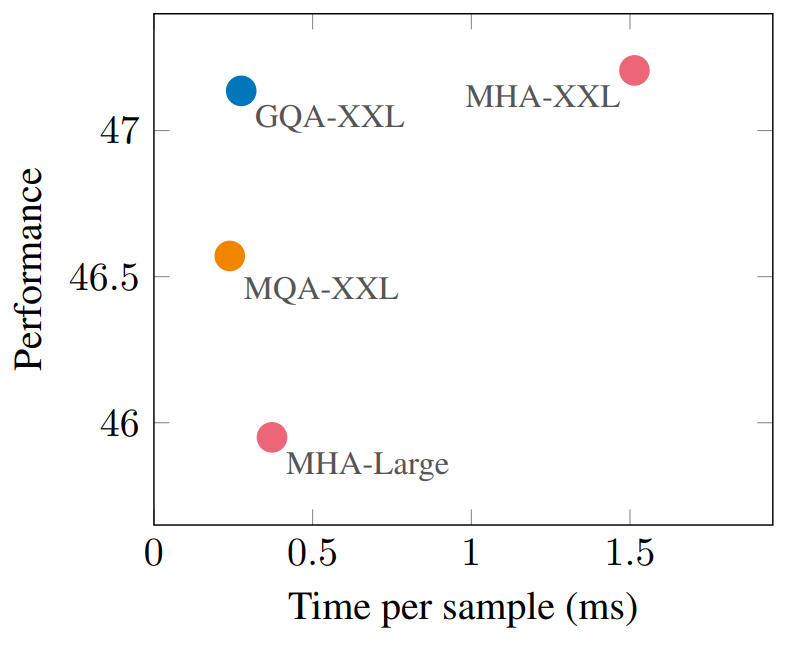 47
46.5
46
Performance
GQA-XXL
MHA-XXL
MQA-XXL
MHA-Large
0 0.5 1 1.5
Time per sample (ms)